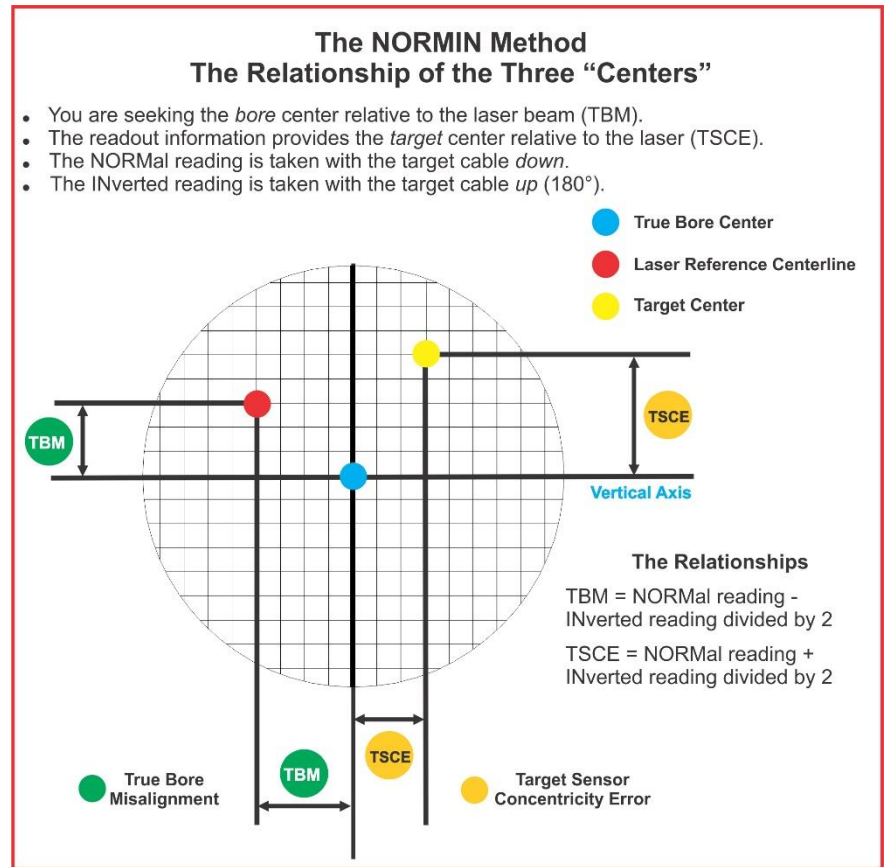 The NORMIN Method
The Relationship of the Three “Centers”
• You are seeking the bore center relative to the laser beam (TBM).
• The readout information provides the target center relative to the laser (TSCE).
• The NORMal reading is taken with the target cable down.
• The INverted reading is taken with the target cable up (180°).
True Bore Center
Laser Reference Centerline
Target Center
TBM
TSCE
Vertical Axis
The Relationships
TBM = NORMal reading -
INverted reading divided by 2
TSCE = NORMal reading +
INverted reading divided by 2
True Bore
Misalignment
TBM
TSCE
Target Sensor
Concentricity Error